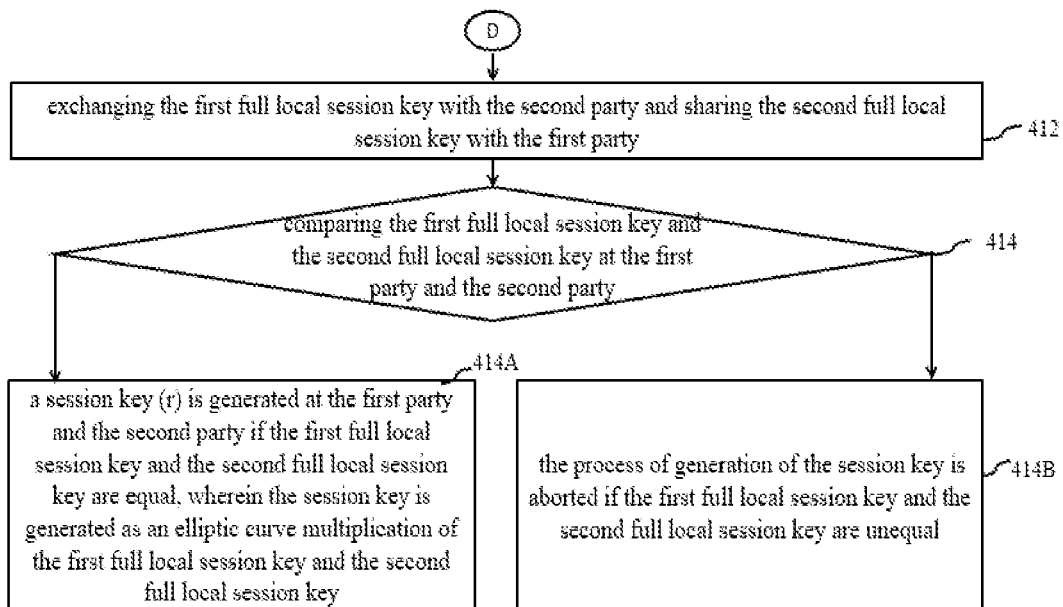 D
exchanging the first full local session key with the second party and sharing the second full local
session key with the first party
412
comparing the first full local session key and
the second full local session key at the first
party and the second party
414
414A
a session key (r) is generated at the first party
and the second party if the first full local
session key and the second full local session
key are equal, wherein the session key is
generated as an elliptic curve multiplication of
the first full local session key and the second
full local session key
the process of generation of the session key is
aborted if the first full local session key and the
second full local session key are unequal
414B